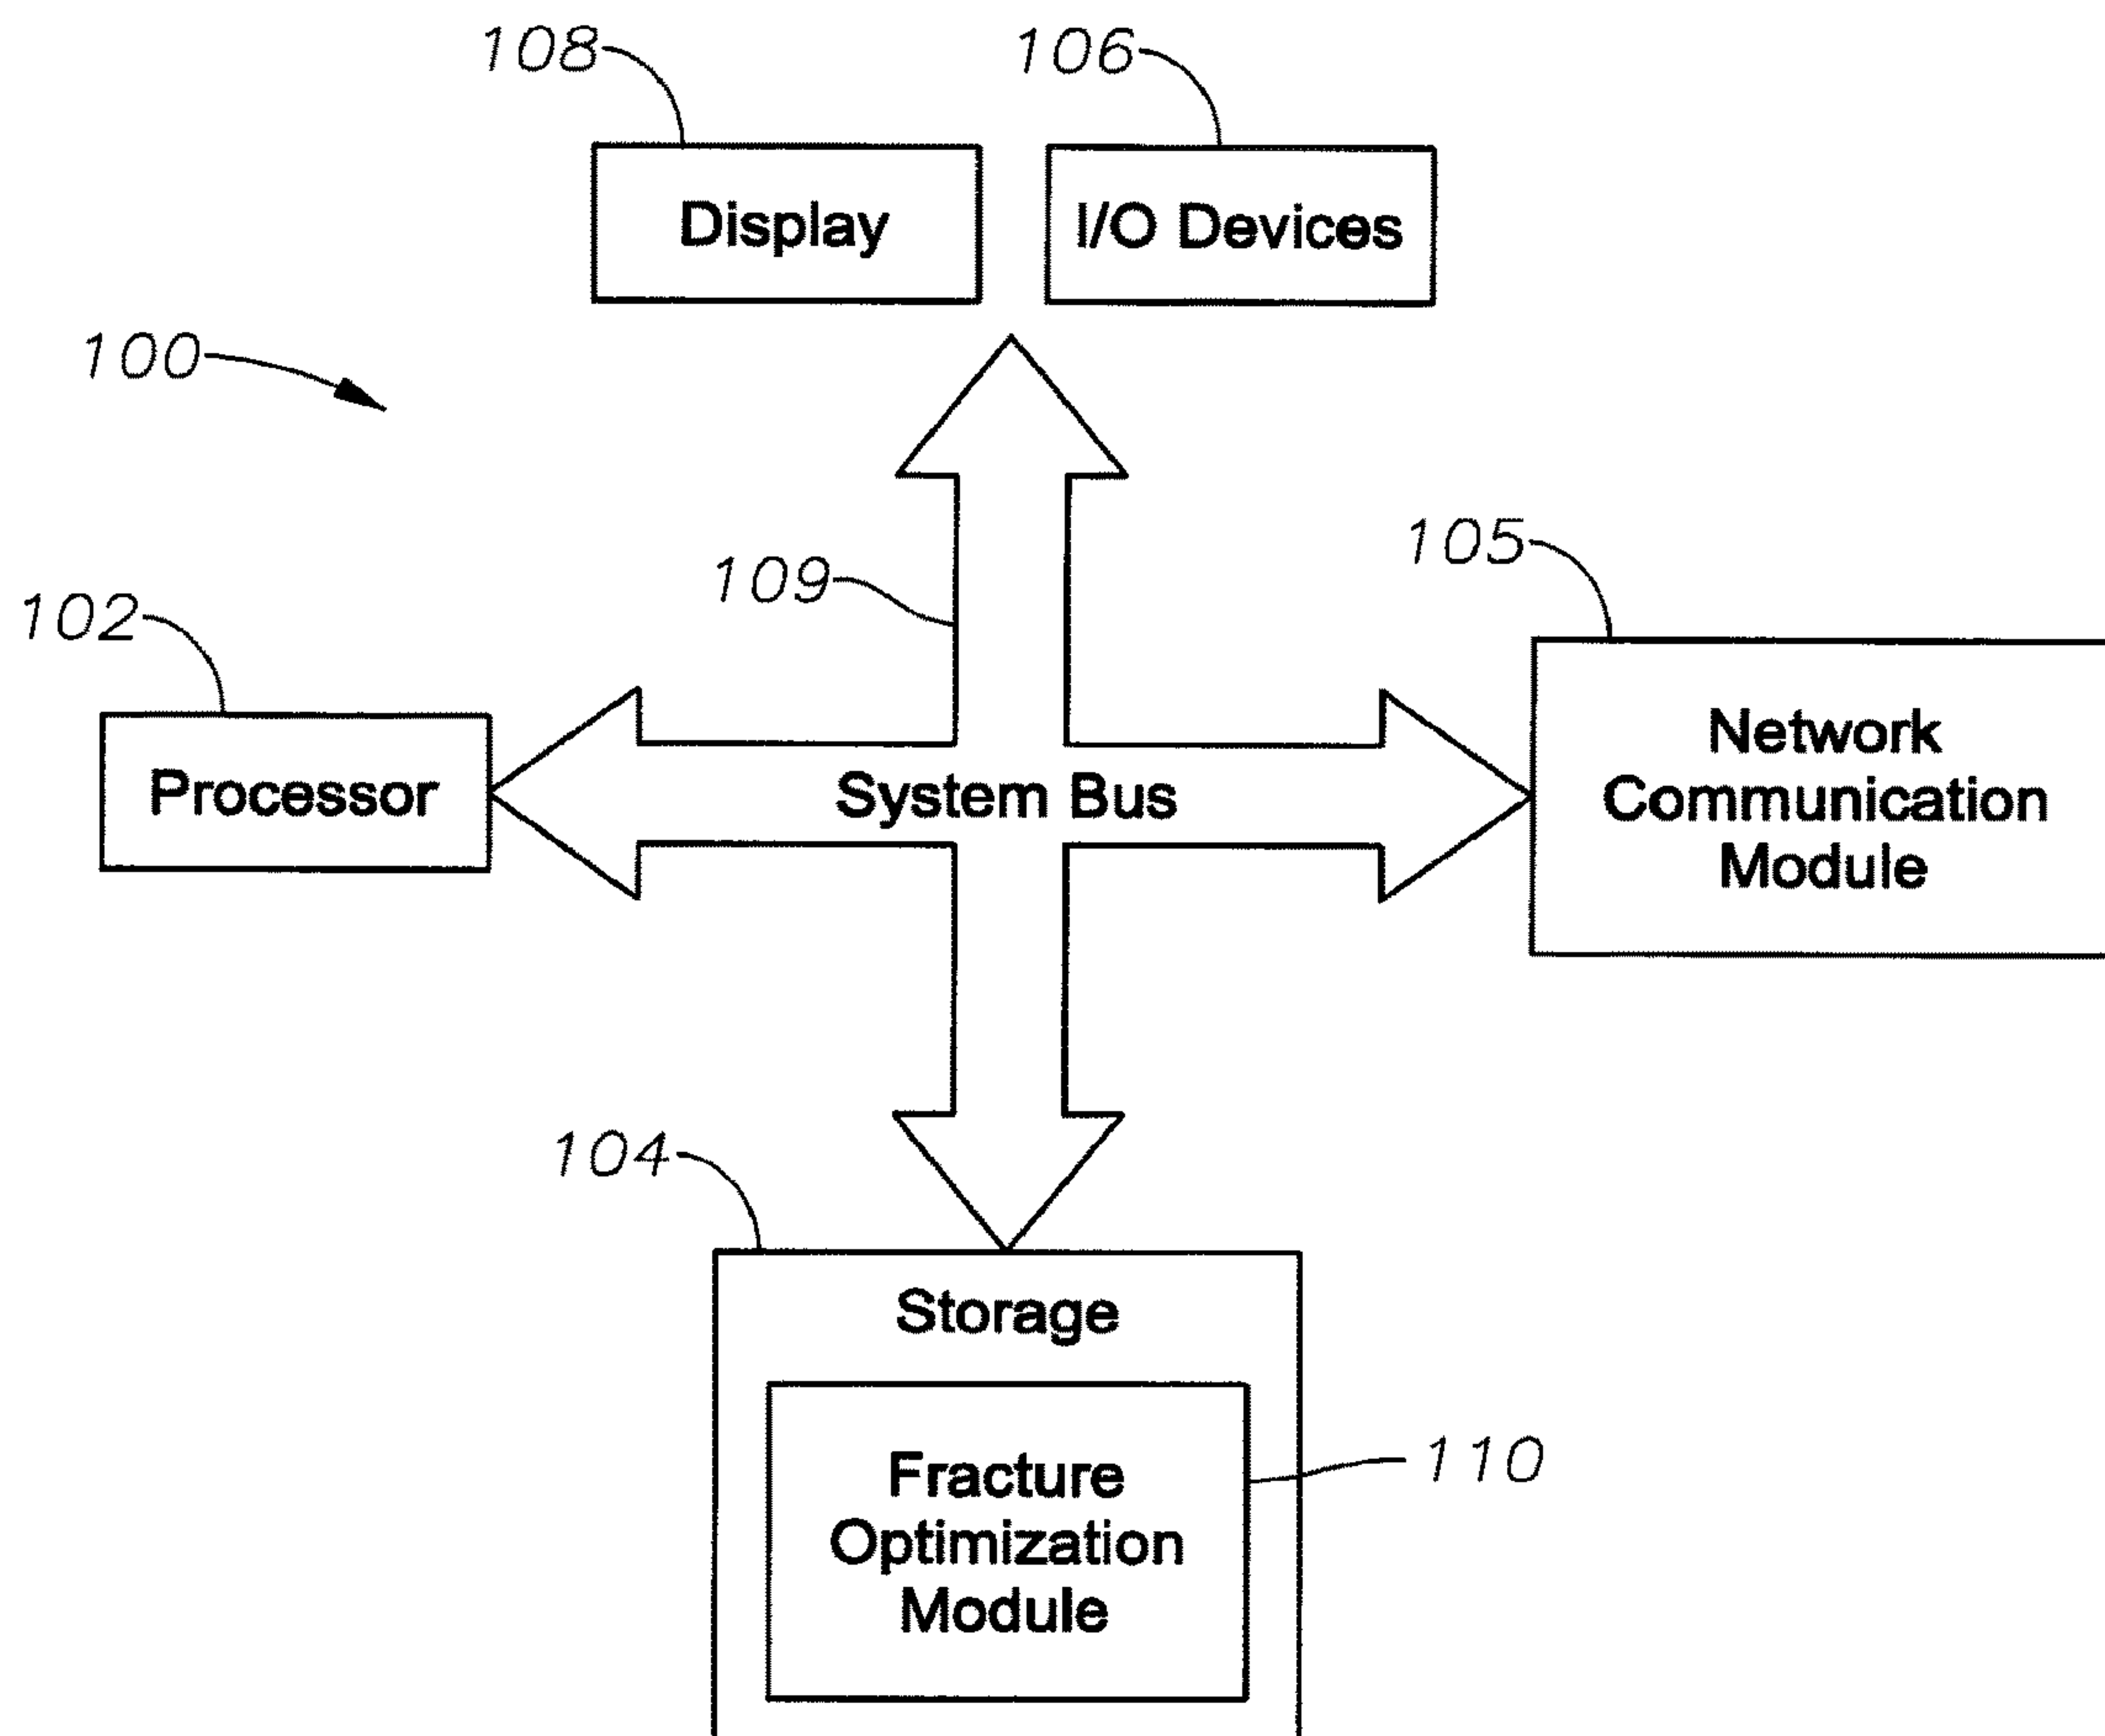 108
106
Display
I/O Devices
100
105
109
102
Network
Communication
Module
Processor
System Bus
104
Storage
Fracture
Optimization
Module
110